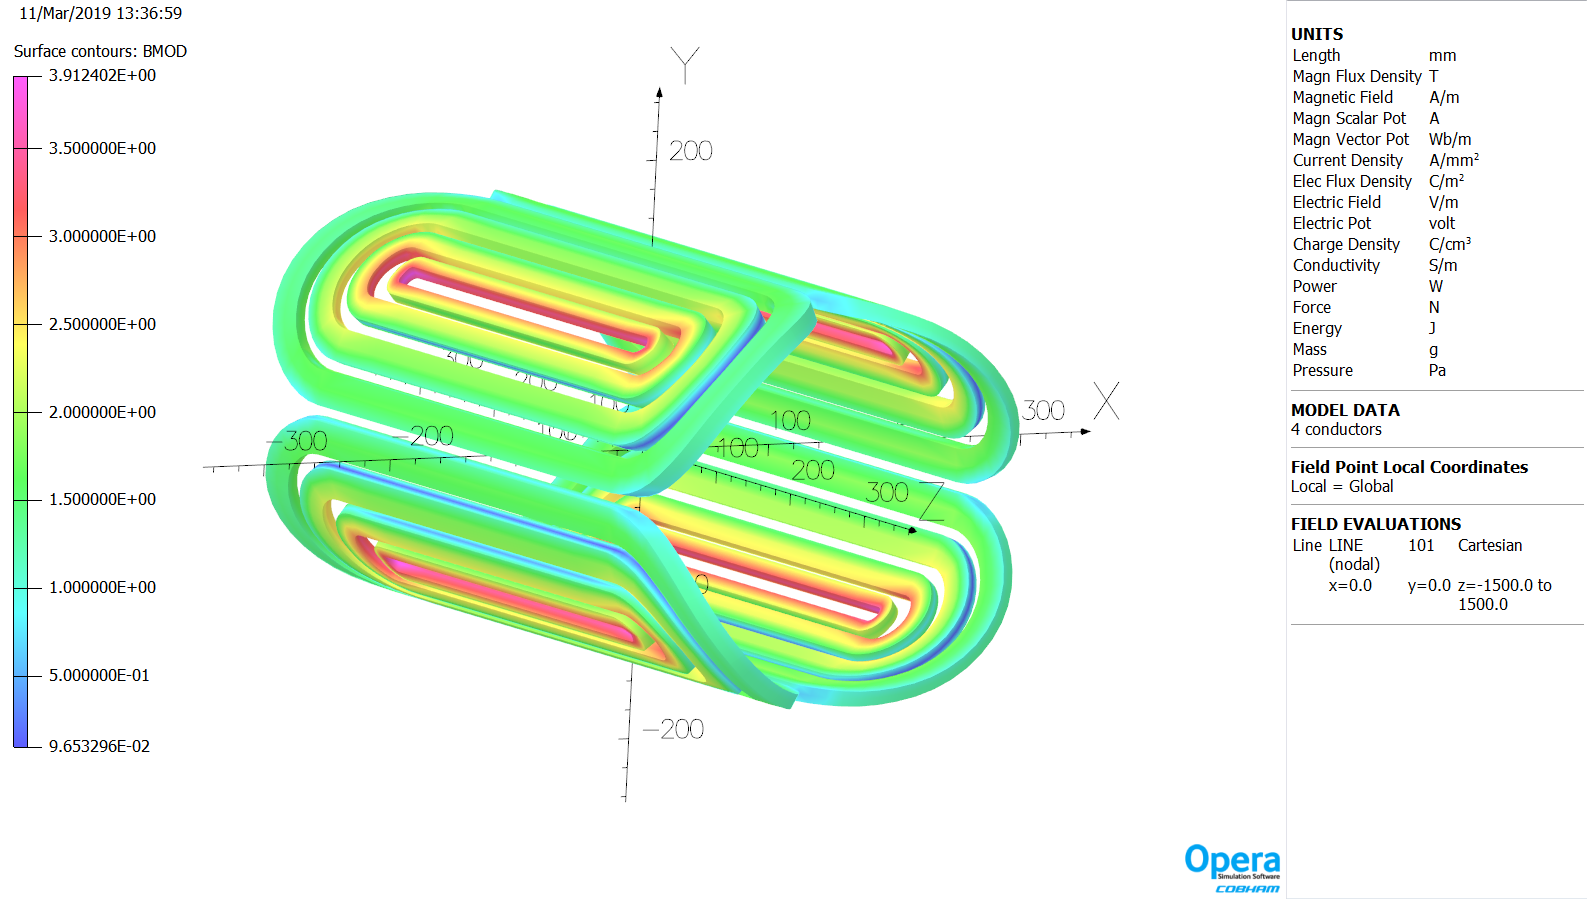 11/Mar/2019 13:36:59
Surface contours: BMOD
3.912402E+00
3.500000E+00
3.000000E+00
2.500000E+00
2.000000E+00
1.500000E+00
1.000000E+00
5.000000E-01
9.653296E-02
Y
200
X
300
100
-300
-200
100
200
300
Z
-200
UNITS
Length mm
Magn Flux Density T
Magnetic Field A/m
Magn Scalar Pot A
Magn Vector Pot Wb/m
Current Density A/mm²
Elec Flux Density C/m²
Electric Field V/m
Electric Pot volt
Charge Density C/cm³
Conductivity S/m
Power W
Force N
Energy J
Mass g
Pressure Pa
MODEL DATA
4 conductors
Field Point Local Coordinates
Local = Global
FIELD EVALUATIONS
Line LINE 101 Cartesian
(nodal)
x=0.0 y=0.0 z=-1500.0 to
1500.0
Opera
Simulation Software
COBHAM